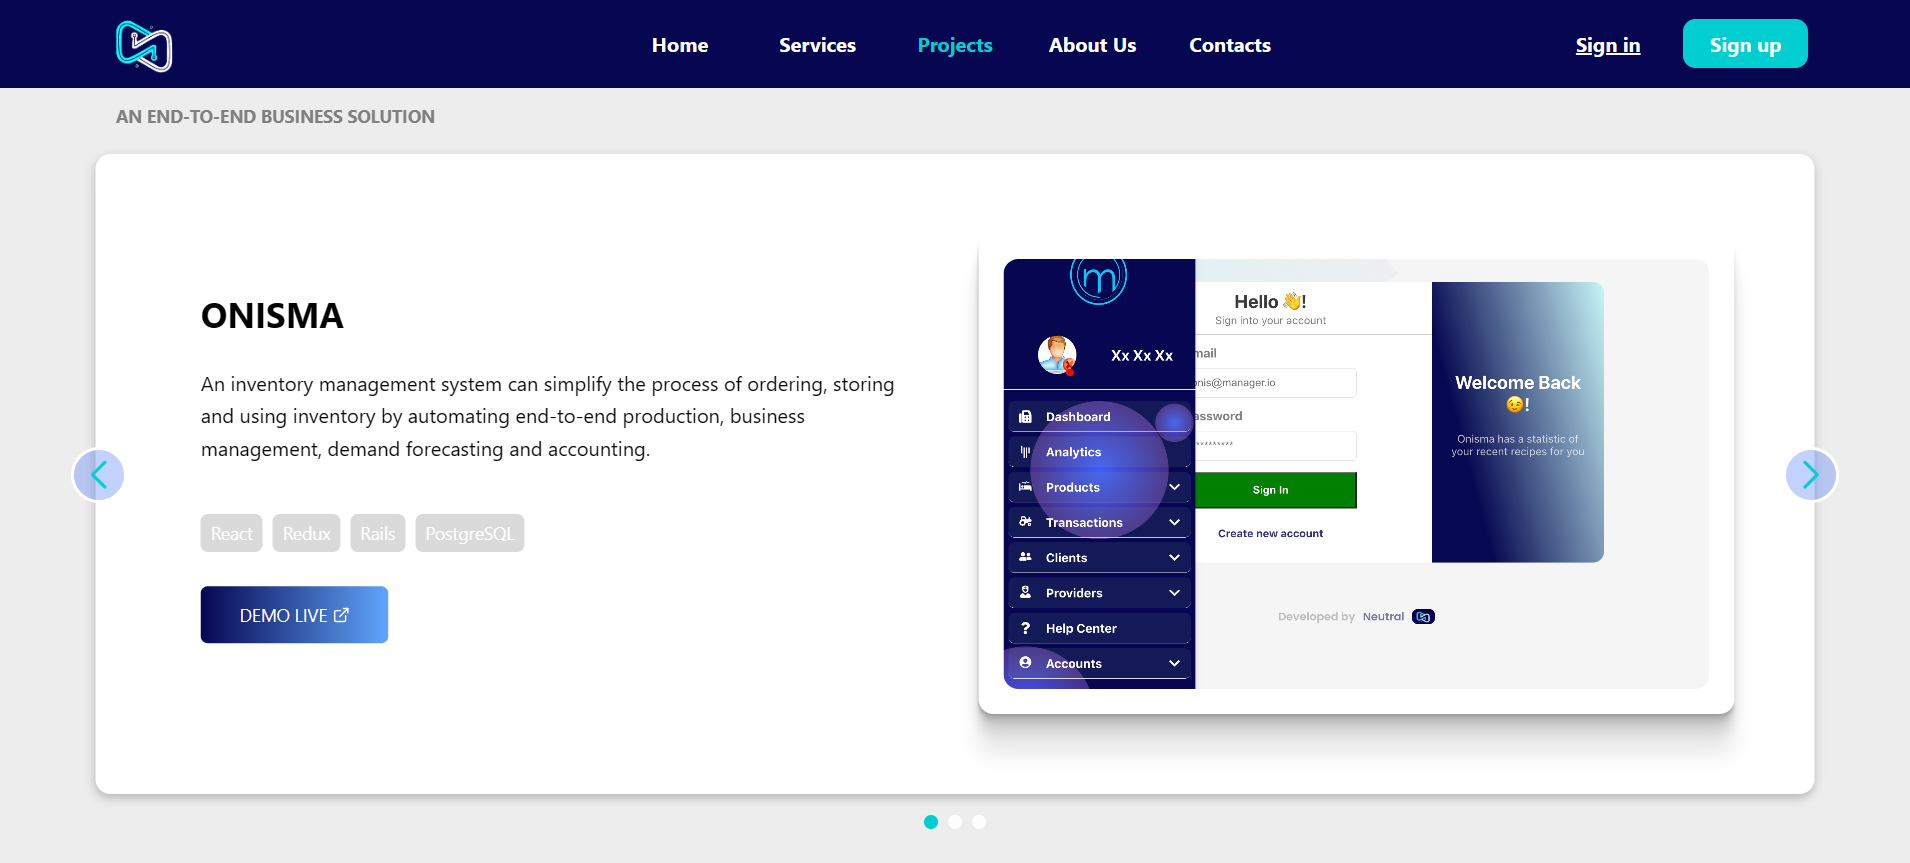 Home Services Projects About Us Contacts Sign in Sign up
AN END-TO-END BUSINESS SOLUTION
ONISMA
An inventory management system can simplify the process of ordering, storing
and using inventory by automating end-to-end production, business
management, demand forecasting and accounting.
React Redux Rails PostgreSQL
DEMO LIVE
m
Xx Xx Xx
Dashboard
Analytics
Products
Transactions
Clients
Providers
Help Center
Accounts
Hello 👋!
Sign into your account
mail
onis@manager.io
assword
**********
Sign In
Create new account
Welcome Back
😉!
Onisma has a statistic of
your recent recipes for you
Developed by Neutral